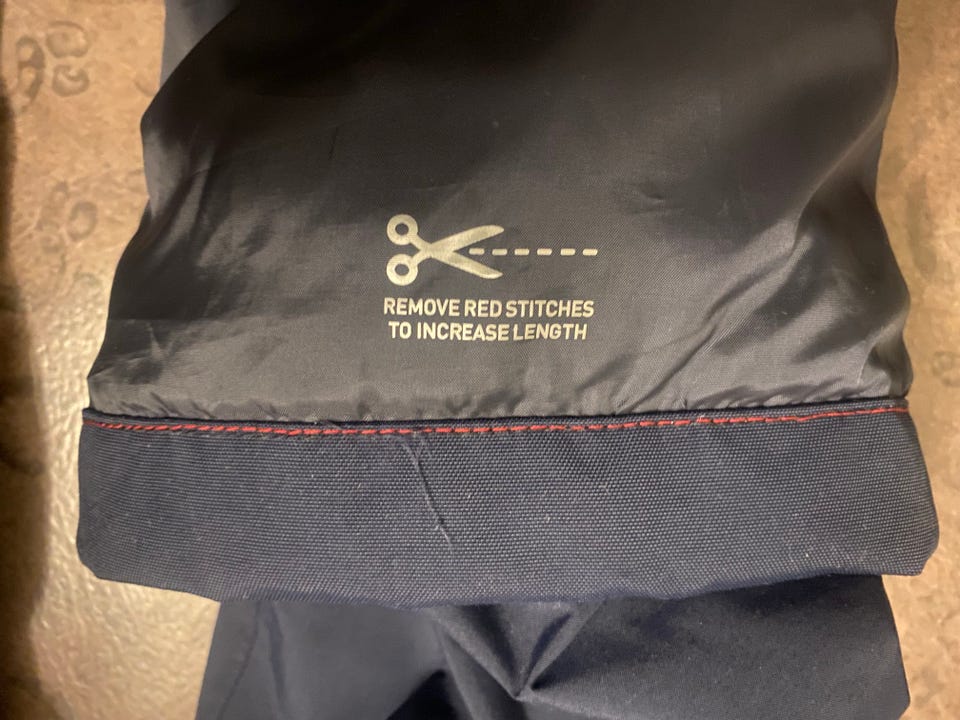 REMOVE RED STITCHES
TO INCREASE LENGTH